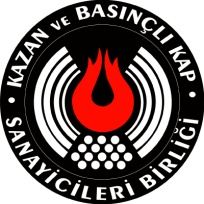 KAZAN ve BASINÇLI KAP
SANAYİCİLERİ BİRLİĞİ